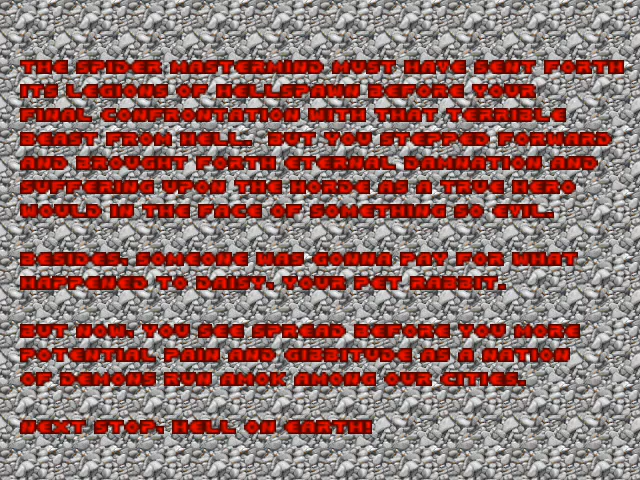 THE SPIDER MASTERMIND MUST HAVE SENT FORTH
ITS LEGIONS OF HELLSPAWN BEFORE YOUR
FINAL CONFRONTATION WITH THAT TERRIBLE
BEAST FROM HELL. BUT YOU STEPPED FORWARD
AND BROUGHT FORTH ETERNAL DAMNATION AND
SUFFERING UPON THE HORDE AS A TRUE HERO
WOULD IN THE FACE OF SOMETHING SO EVIL.
BESIDES, SOMEONE WAS GONNA PAY FOR WHAT
HAPPENED TO DAISY, YOUR PET RABBIT.
BUT NOW, YOU SEE SPREAD BEFORE YOU MORE
POTENTIAL PAIN AND GIBBITUDE AS A NATION
OF DEMONS RUN AMOK AMONG OUR CITIES.
NEXT STOP, HELL ON EARTH!